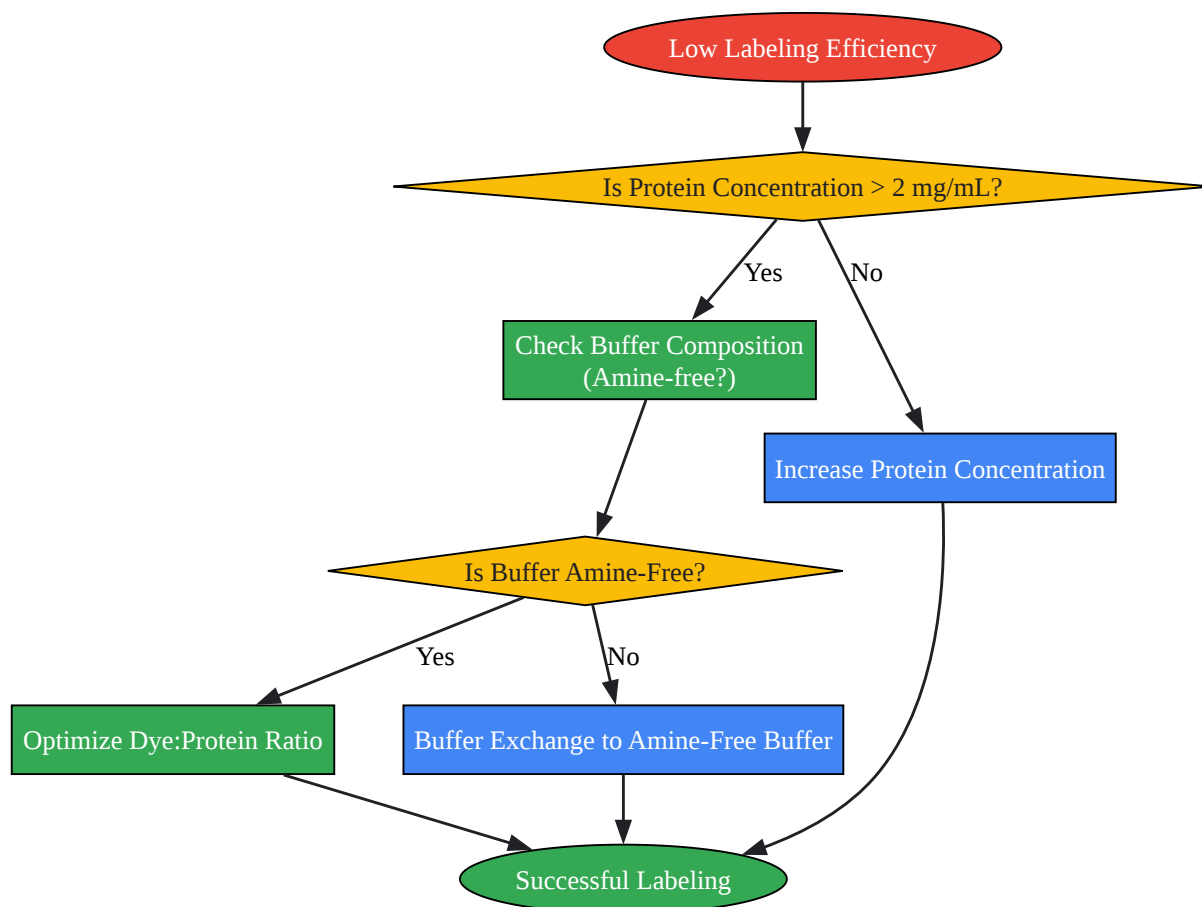 Low Labeling Efficiency
Is Protein Concentration > 2 mg/mL?
Yes
No
Check Buffer Composition
(Amine-free?)
Increase Protein Concentration
Is Buffer Amine-Free?
Yes
No
Optimize Dye:Protein Ratio
Buffer Exchange to Amine-Free Buffer
Successful Labeling